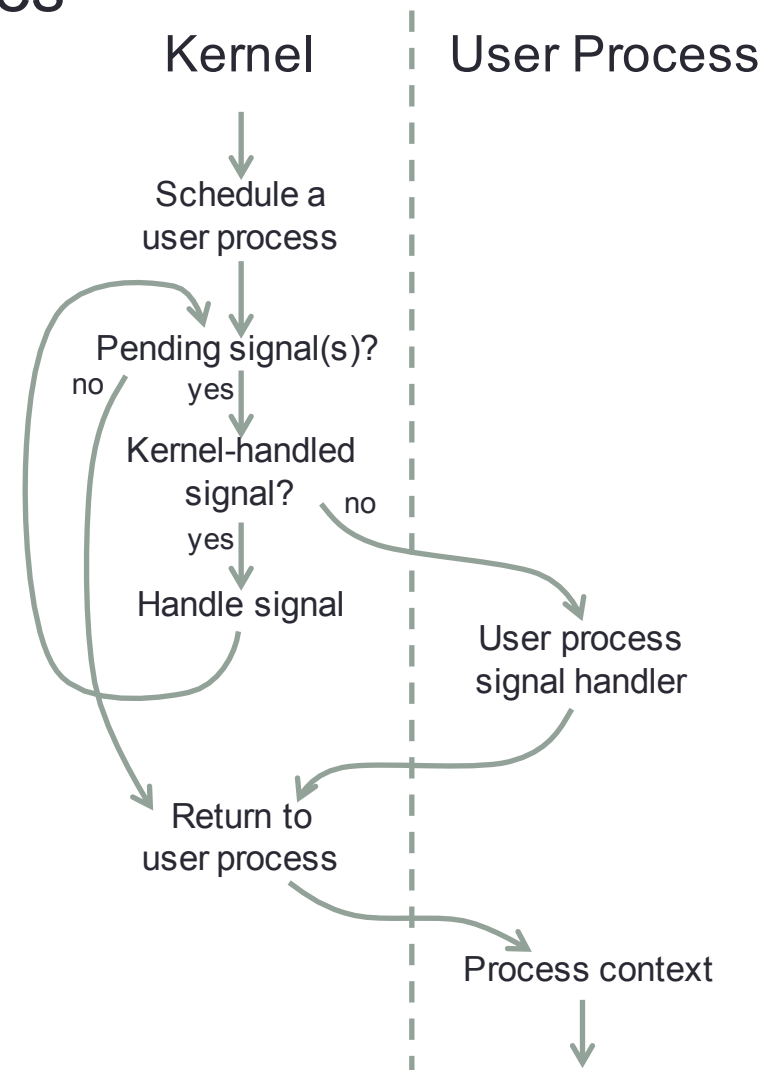 Kernel
User Process
Schedule a
user process
Pending signal(s)?
no
yes
Kernel-handled
signal?
no
yes
Handle signal
User process
signal handler
Return to
user process
Process context